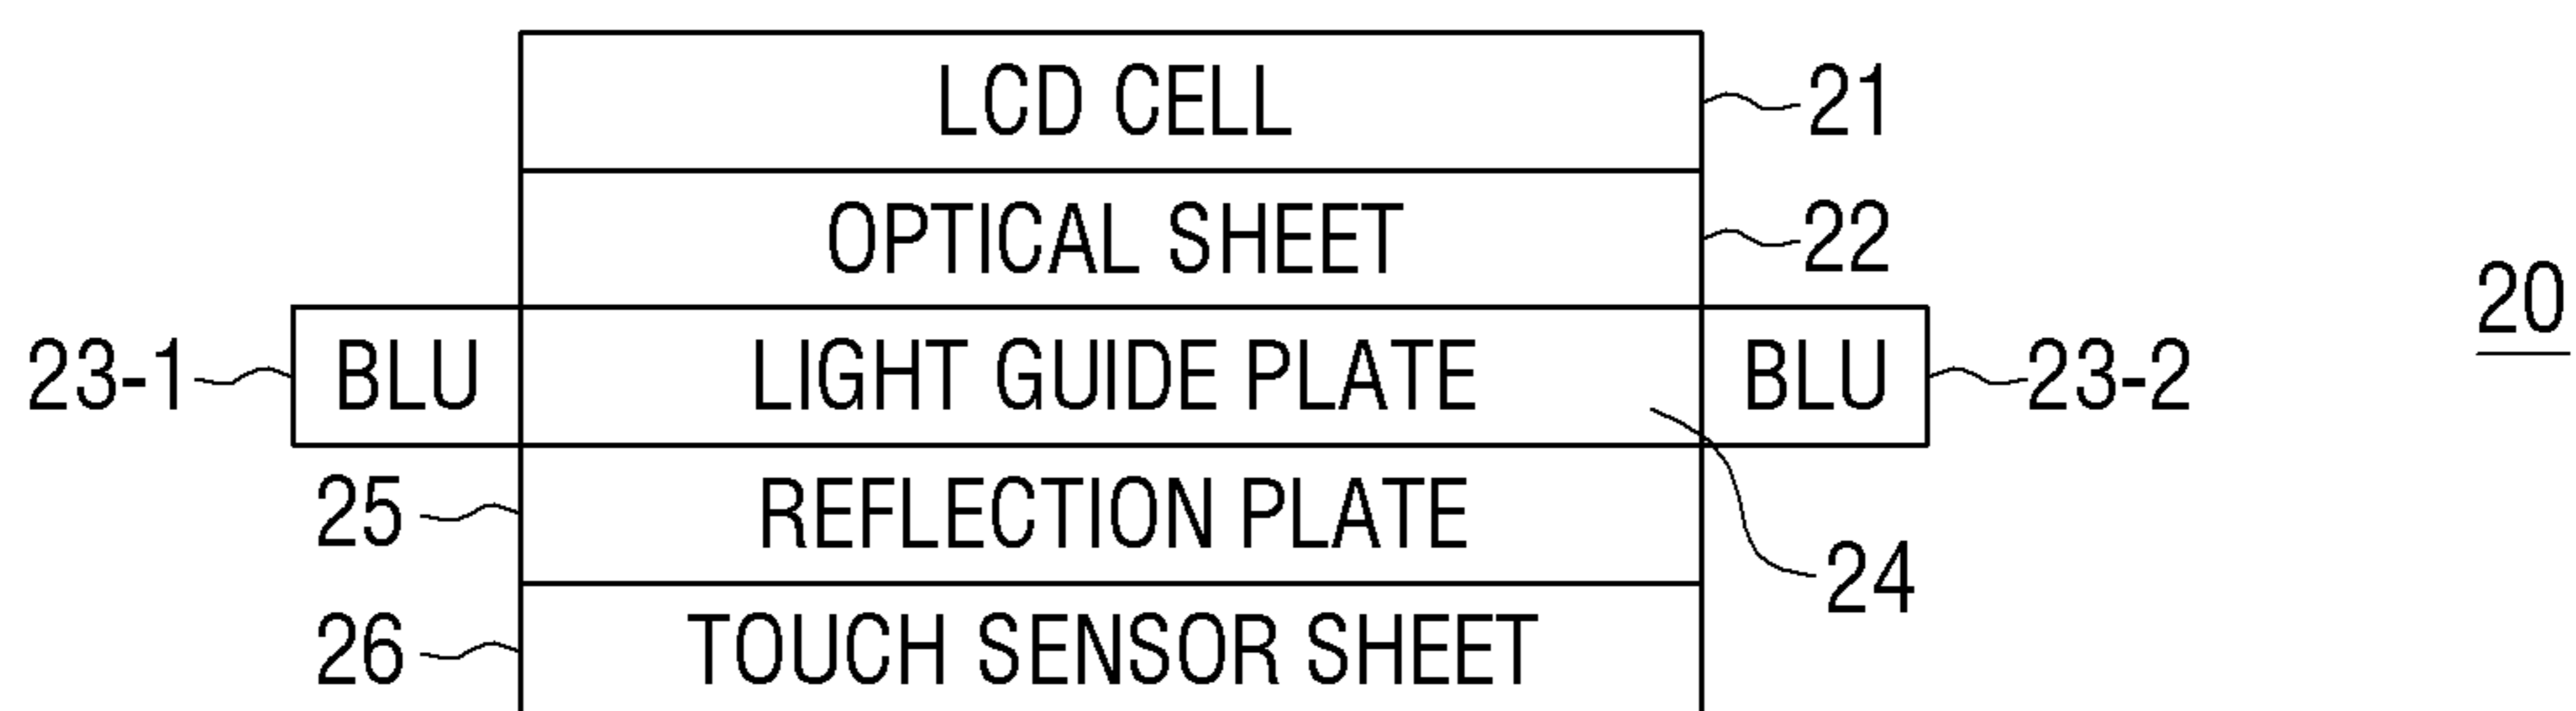 LCD CELL 21
OPTICAL SHEET 22
20
23-1 BLU LIGHT GUIDE PLATE BLU 23-2
25 REFLECTION PLATE
24
26 TOUCH SENSOR SHEET